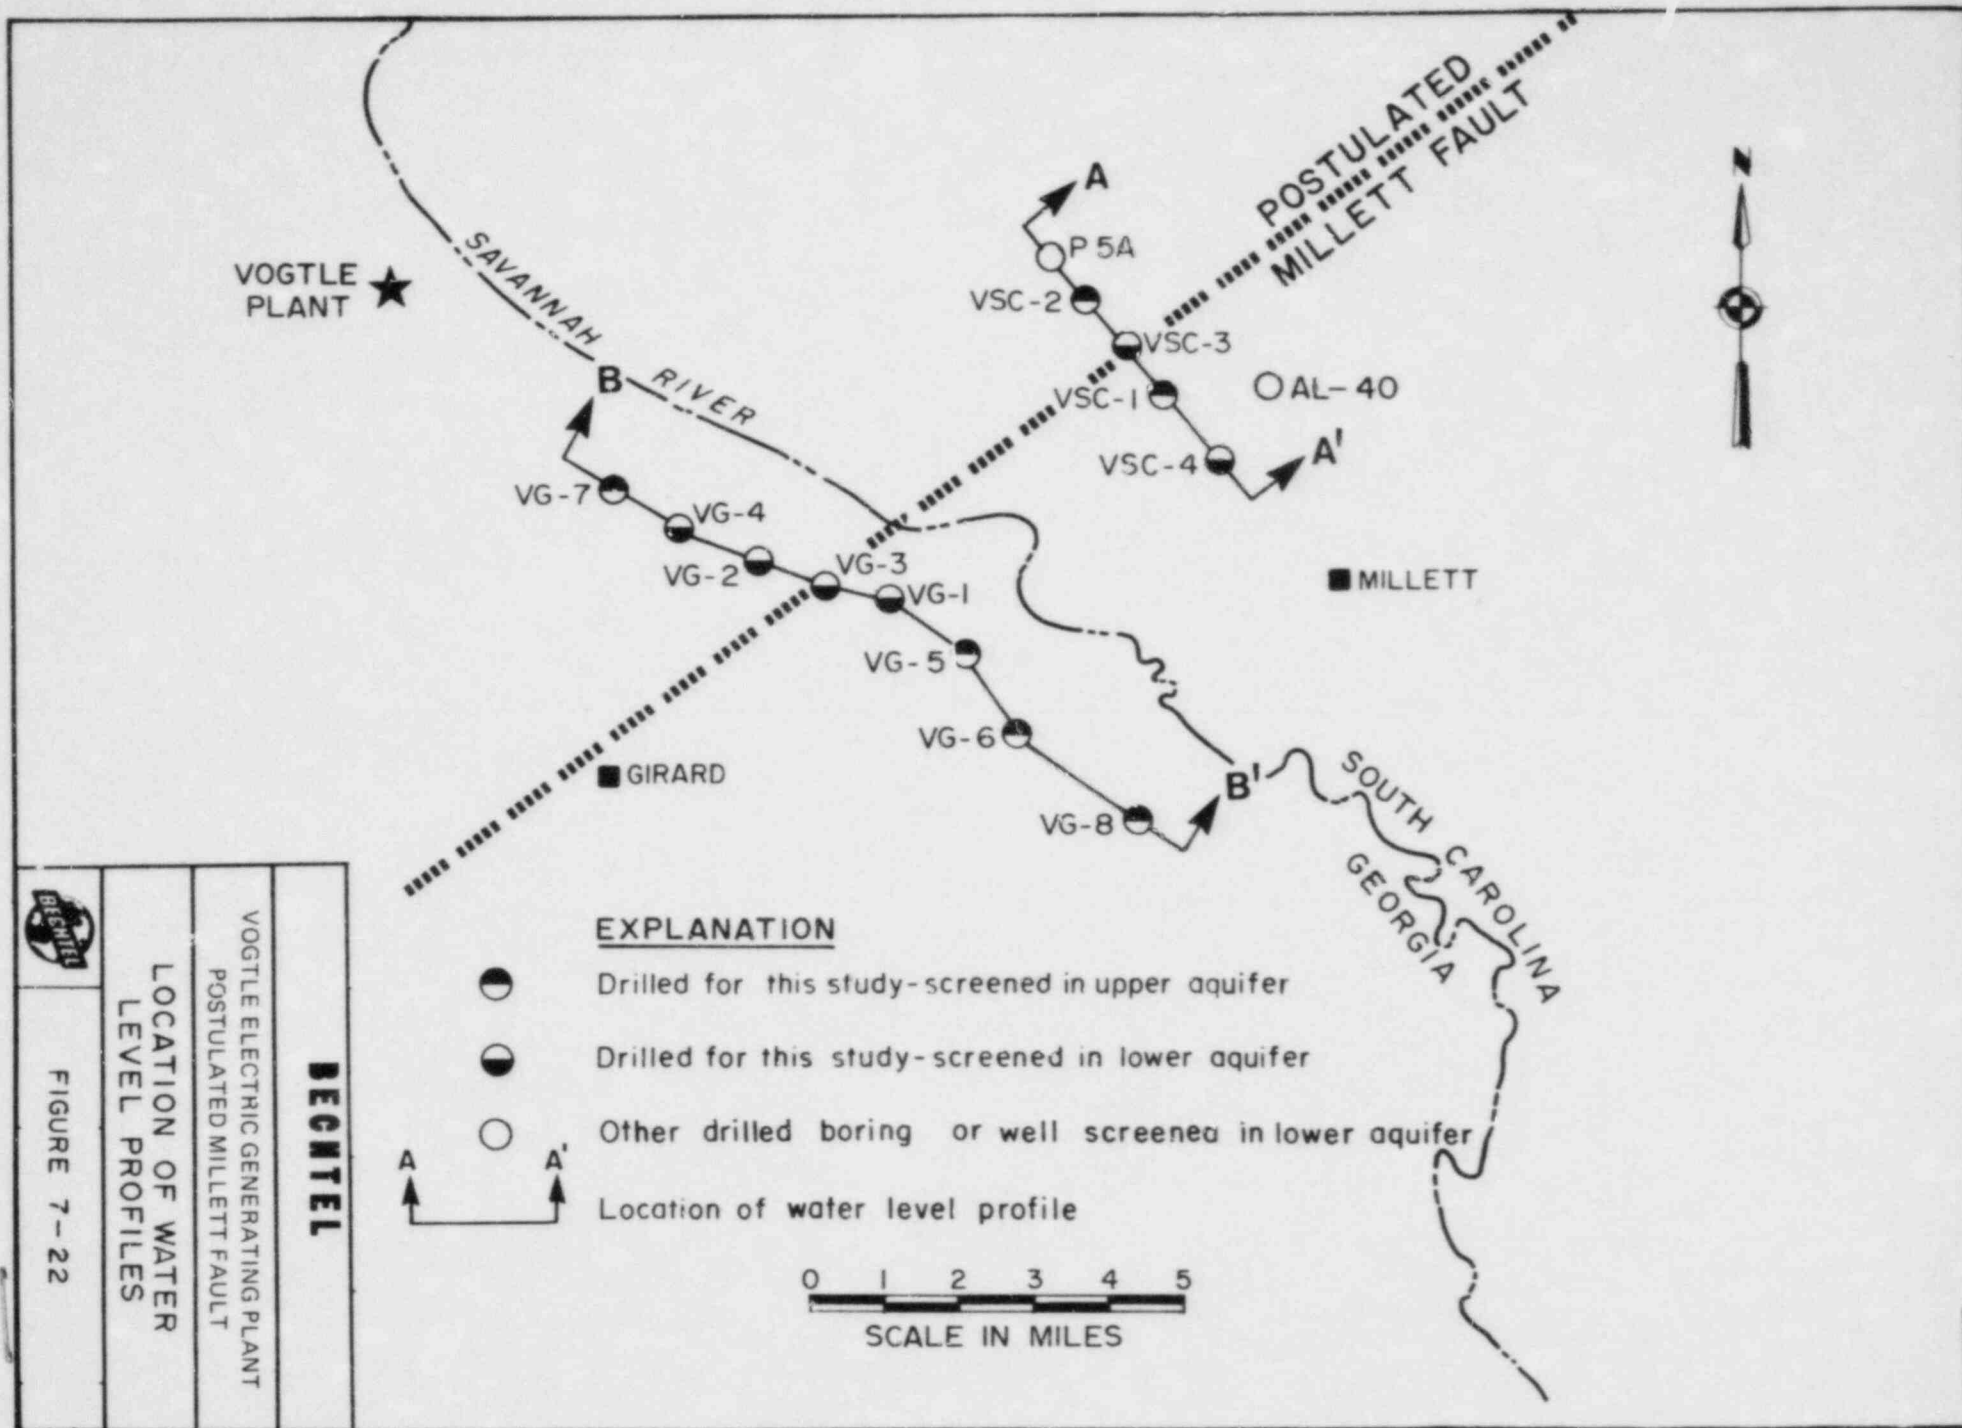 POSTULATED
MILLETT FAULT
N
A
P 5A
VSC-2
VSC-3
VSC-1
AL-40
VSC-4
A'
VOGTLE
PLANT
SAVANNAH
RIVER
B
VG-7
VG-4
VG-2
VG-3
VG-1
VG-5
VG-6
VG-8
B'
MILLETT
GIRARD
SOUTH CAROLINA
GEORGIA
EXPLANATION
Drilled for this study-screened in upper aquifer
Drilled for this study-screened in lower aquifer
Other drilled boring or well screened in lower aquifer
A A'
Location of water level profile
0 1 2 3 4 5
SCALE IN MILES
BECHTEL
VOGTLE ELECTRIC GENERATING PLANT
POSTULATED MILLETT FAULT
LOCATION OF WATER
LEVEL PROFILES
BECHTEL
FIGURE 7-22